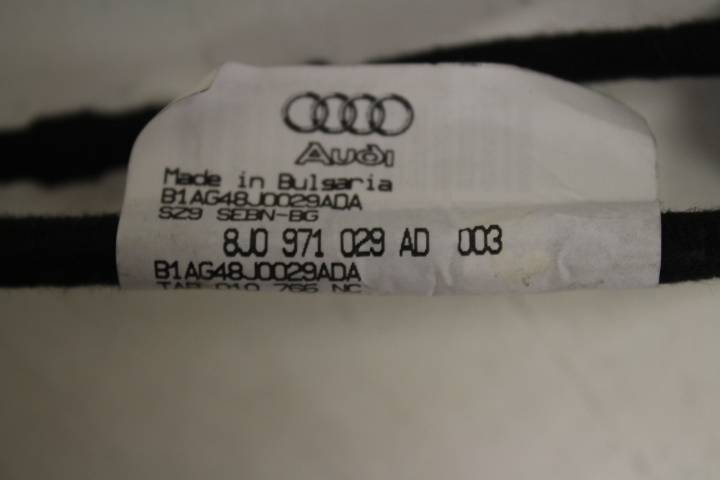 Audi
Made in Bulgaria
B1AG48J0029ADA
SZ9 SEBN-BG
8J0 971 029 AD 003
B1AG48J0029ADA